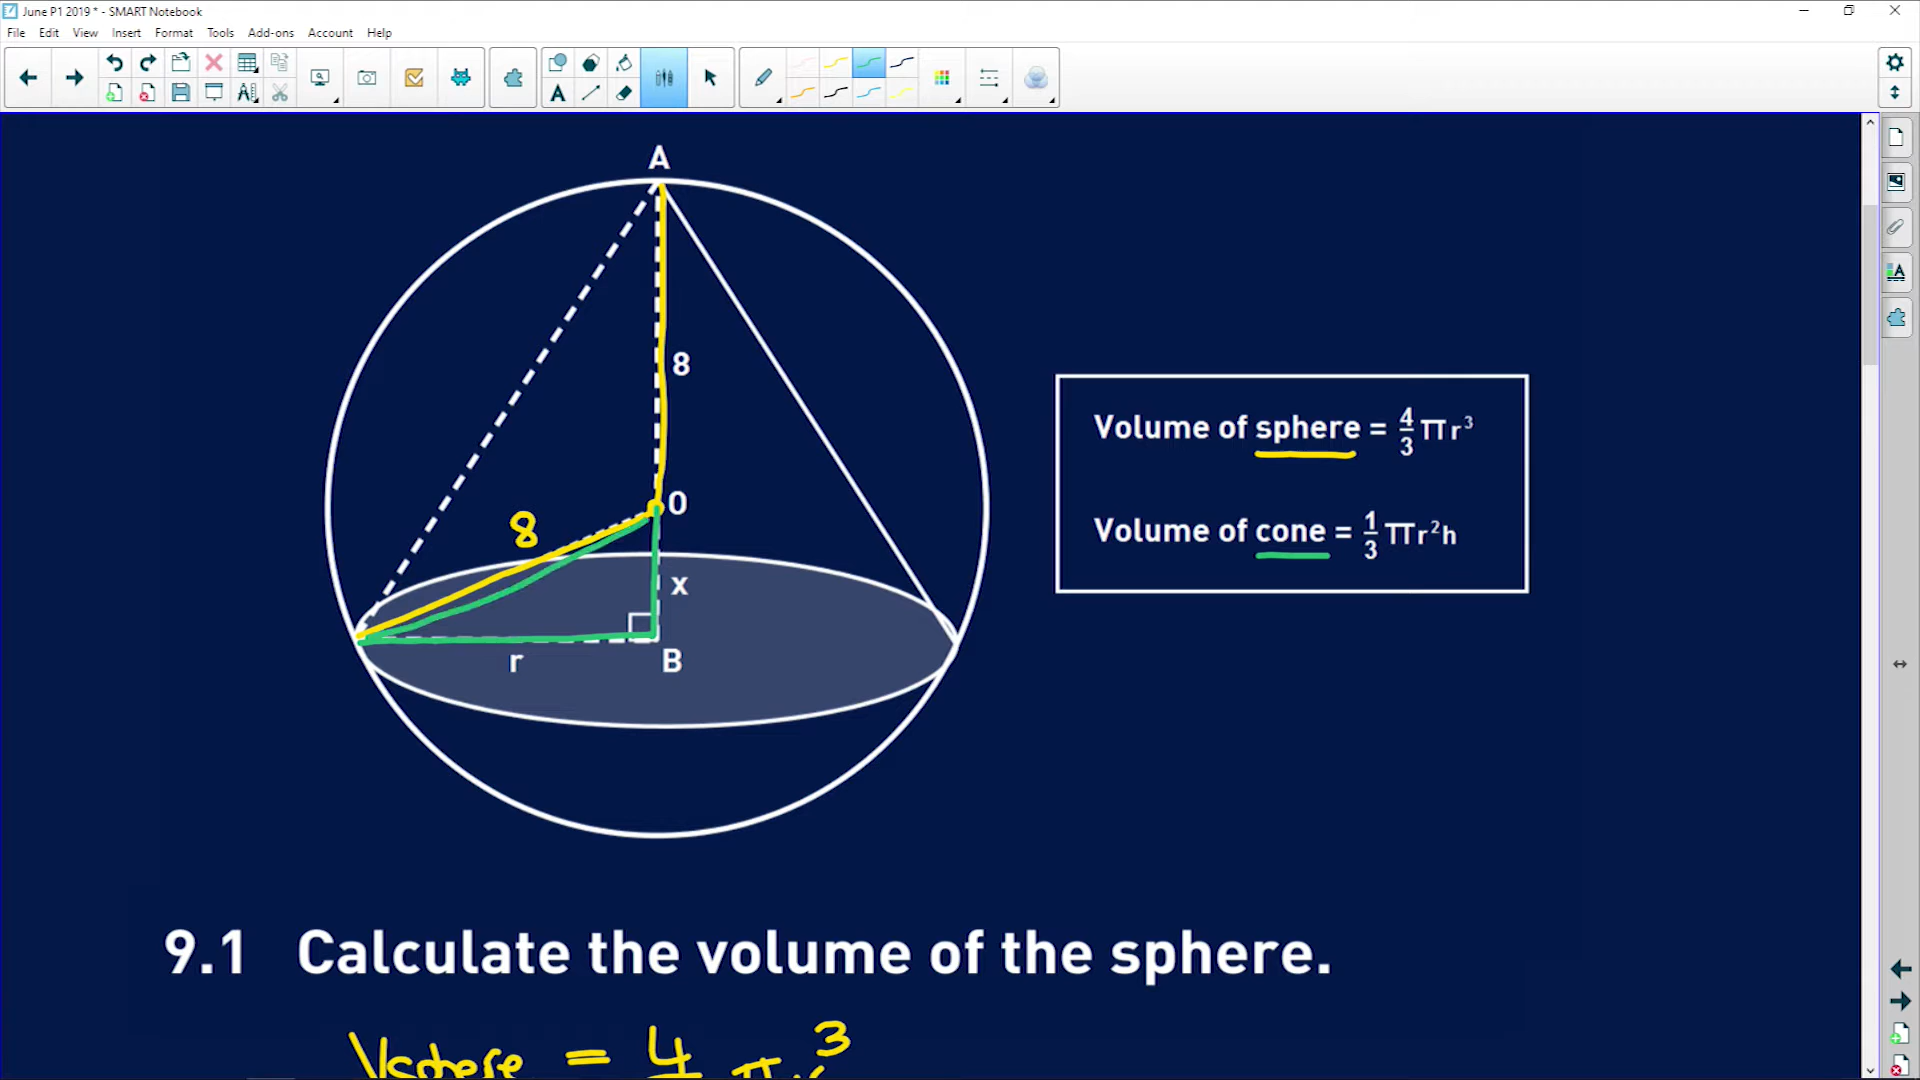 June P1 2019 * - SMART Notebook
File Edit View Insert Format Tools Add-ons Account Help
A
8
O
8
x
r
B
Volume of sphere = 4/3 πr³
Volume of cone = 1/3 πr²h
9.1 Calculate the volume of the sphere.
Vsphere = 4 π 3